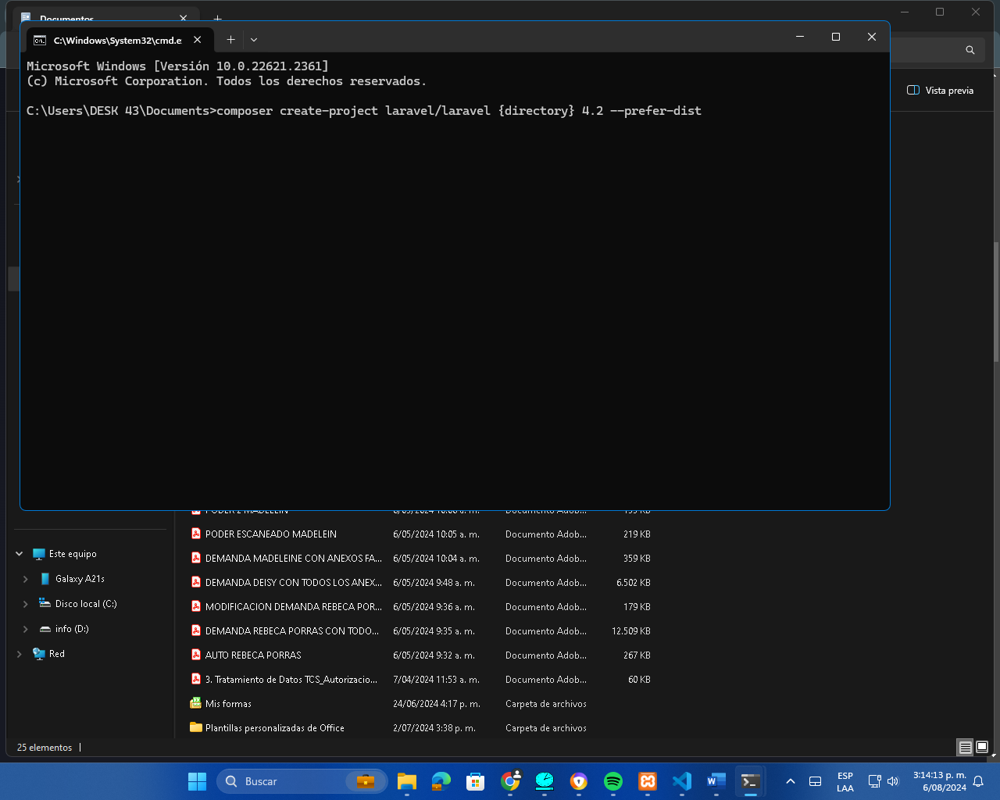 Documentos
C:\Windows\System32\cmd.e
Microsoft Windows [Versión 10.0.22621.2361]
(c) Microsoft Corporation. Todos los derechos reservados.
C:\Users\DESK 43\Documents>composer create-project laravel/laravel {directory} 4.2 --prefer-dist
Vista previa
PODER 2 MADELEIN
PODER ESCANEADO MADELEIN 6/05/2024 10:05 a. m. Documento Adob... 219 KB
DEMANDA MADELEINE CON ANEXOS FA... 6/05/2024 10:04 a. m. Documento Adob... 359 KB
DEMANDA DEISY CON TODOS LOS ANEX... 6/05/2024 9:48 a. m. Documento Adob... 6.502 KB
MODIFICACION DEMANDA REBECA POR... 6/05/2024 9:36 a. m. Documento Adob... 179 KB
DEMANDA REBECA PORRAS CON TODO... 6/05/2024 9:35 a. m. Documento Adob... 12.509 KB
AUTO REBECA PORRAS 6/05/2024 9:32 a. m. Documento Adob... 267 KB
3. Tratamiento de Datos TCS_Autorizacio... 7/04/2024 11:53 a. m. Documento Adob... 60 KB
Mis formas 24/06/2024 4:17 p. m. Carpeta de archivos
Plantillas personalizadas de Office 2/07/2024 3:38 p. m. Carpeta de archivos
Este equipo
Galaxy A21s
Disco local (C:)
info (D:)
Red
25 elementos
Buscar
ESP
LAA
3:14:13 p. m.
6/08/2024